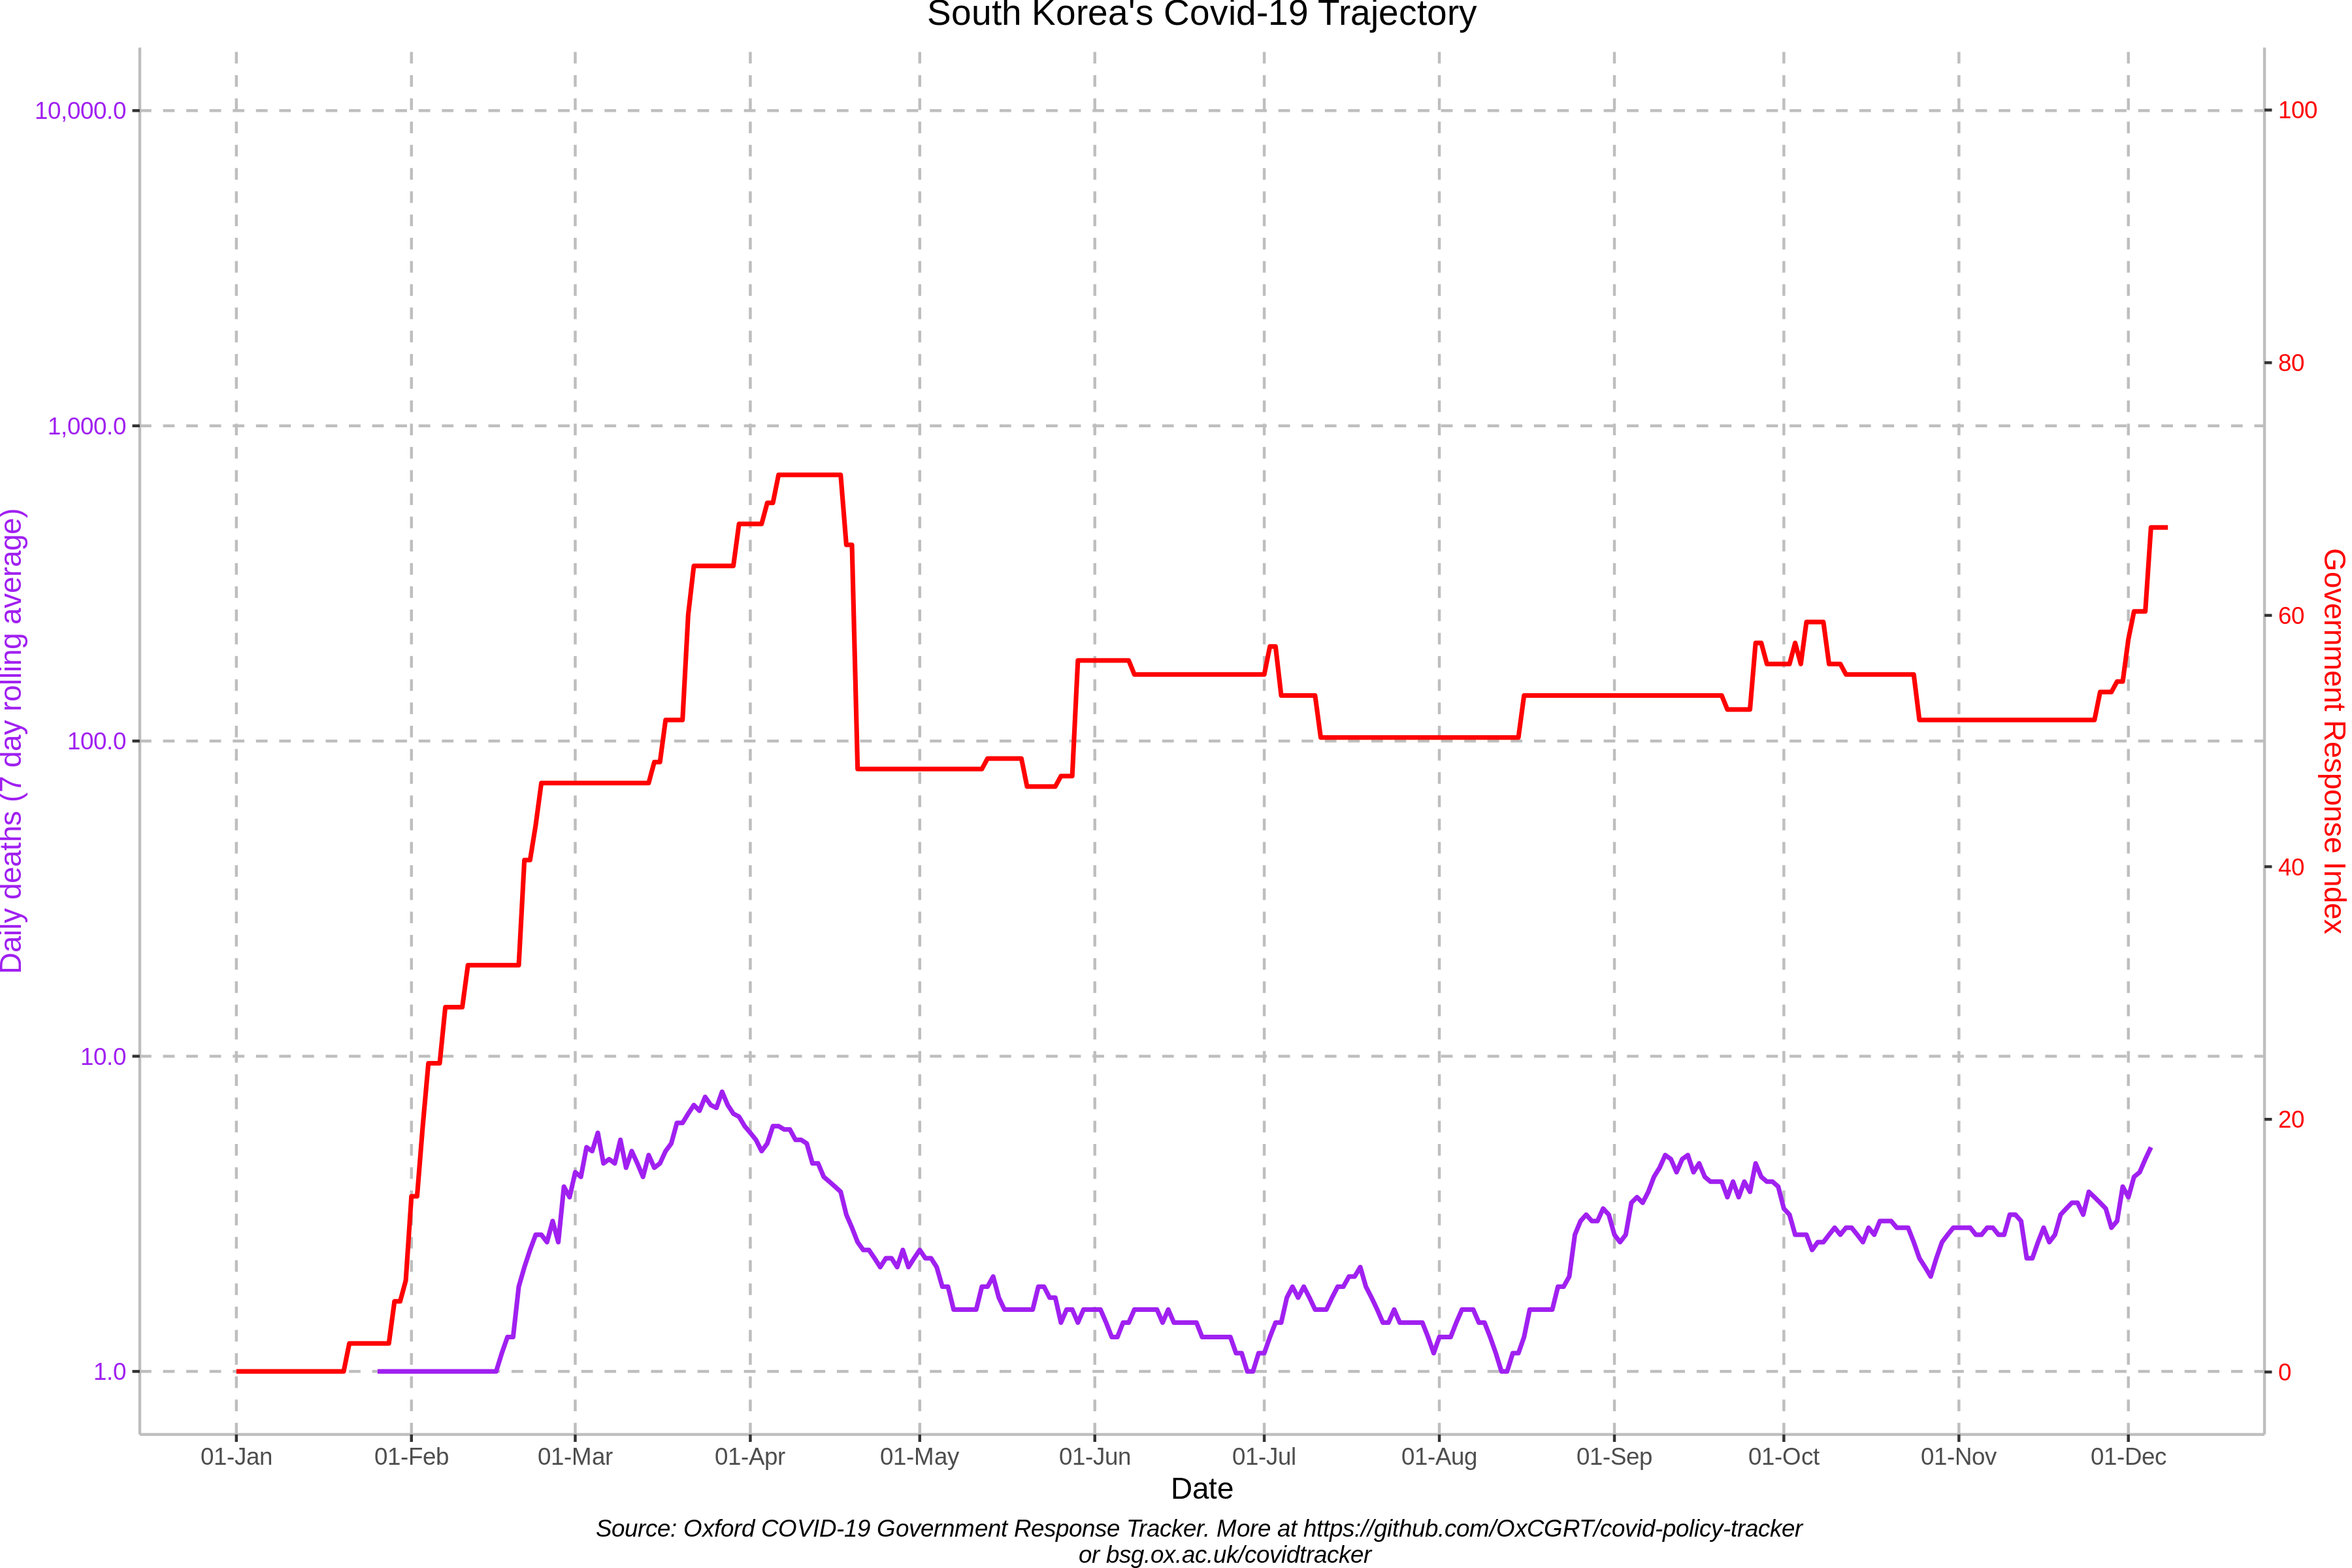 South Korea's Covid-19 Trajectory
10,000.0
1,000.0
100.0
10.0
1.0
Daily deaths (7 day rolling average)
100
80
60
40
20
0
Government Response Index
01-Jan 01-Feb 01-Mar 01-Apr 01-May 01-Jun 01-Jul 01-Aug 01-Sep 01-Oct 01-Nov 01-Dec
Date
Source: Oxford COVID-19 Government Response Tracker. More at https://github.com/OxCGRT/covid-policy-tracker
or bsg.ox.ac.uk/covidtracker